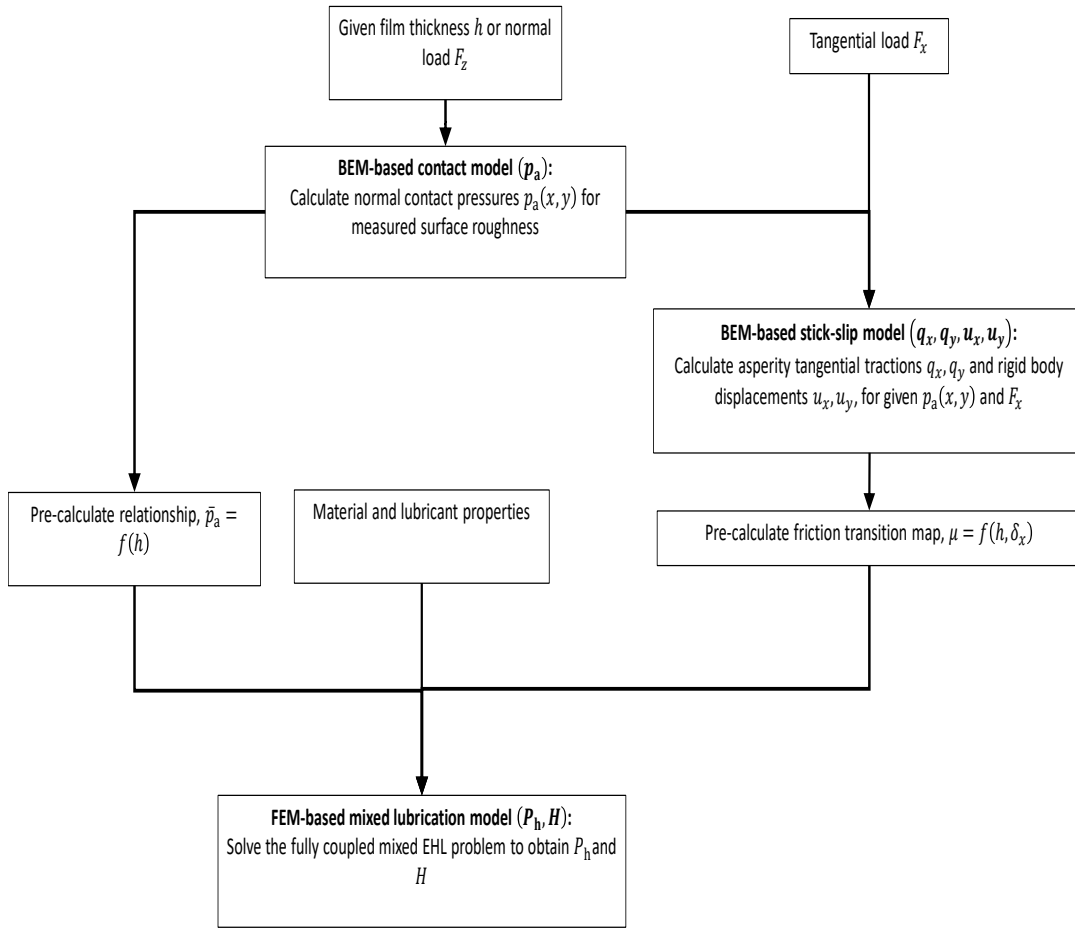 Given film thickness h or normal
load F_z
Tangential load F_x
BEM-based contact model (p_a):
Calculate normal contact pressures p_a(x, y) for
measured surface roughness
BEM-based stick-slip model (q_x, q_y, u_x, u_y):
Calculate asperity tangential tractions q_x, q_y and rigid body
displacements u_x, u_y, for given p_a(x, y) and F_x
Pre-calculate relationship, p̄_a =
f(h)
Material and lubricant properties
Pre-calculate friction transition map, μ = f(h, δ_x)
FEM-based mixed lubrication model (P_h, H):
Solve the fully coupled mixed EHL problem to obtain P_h and
H